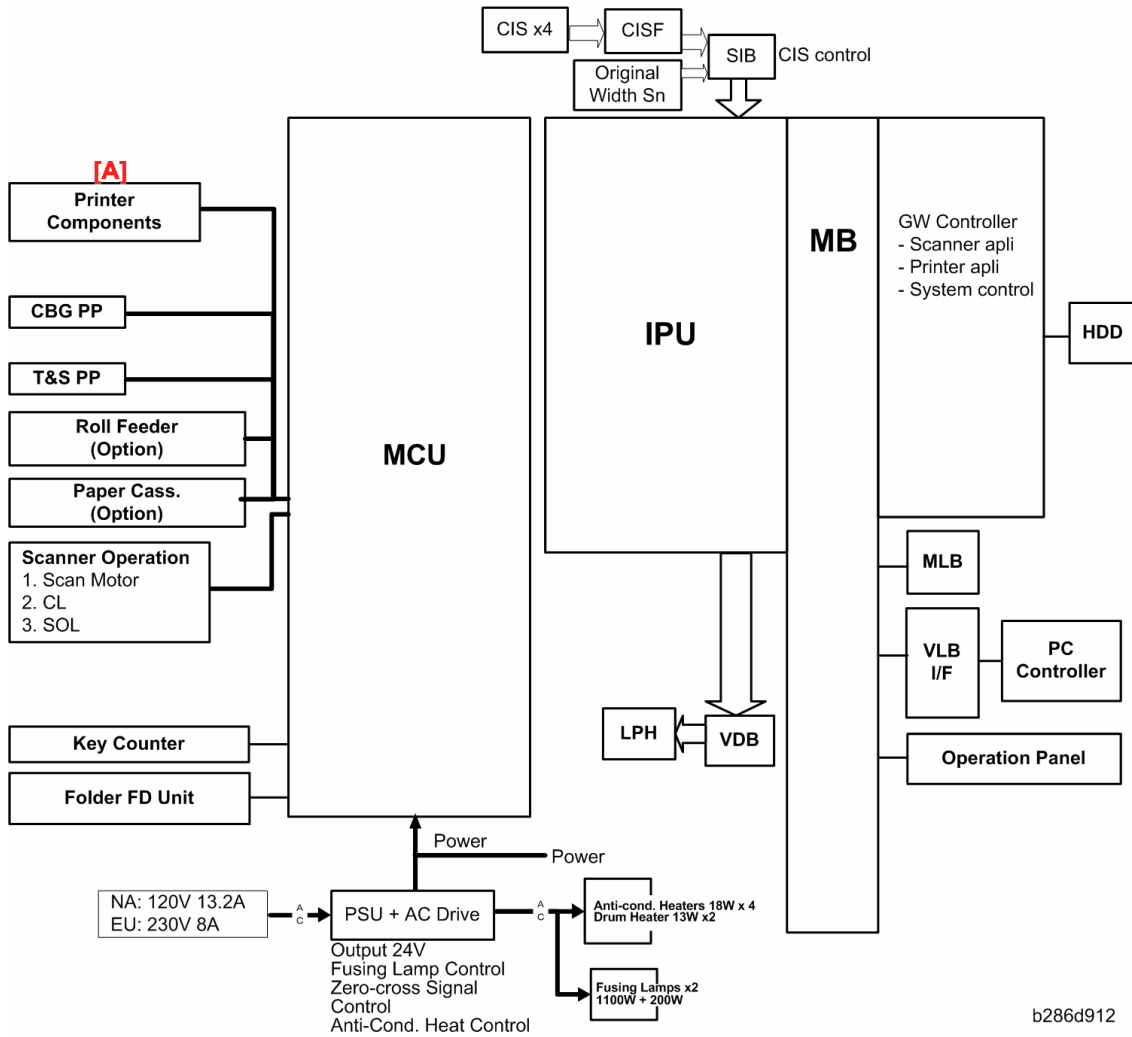 CIS x4
CISF
SIB
CIS control
Original
Width Sn
[A]
Printer
Components
CBG PP
T&S PP
Roll Feeder
(Option)
Paper Cass.
(Option)
Scanner Operation
1. Scan Motor
2. CL
3. SOL
Key Counter
Folder FD Unit
MCU
IPU
MB
GW Controller
- Scanner apli
- Printer apli
- System control
HDD
MLB
VLB
I/F
PC
Controller
LPH
VDB
Operation Panel
Power
Power
NA: 120V 13.2A
EU: 230V 8A
A
C
PSU + AC Drive
A
C
Anti-cond. Heaters 18W x 4
Drum Heater 13W x2
Output 24V
Fusing Lamp Control
Zero-cross Signal
Control
Anti-Cond. Heat Control
Fusing Lamps x2
1100W + 200W
b286d912